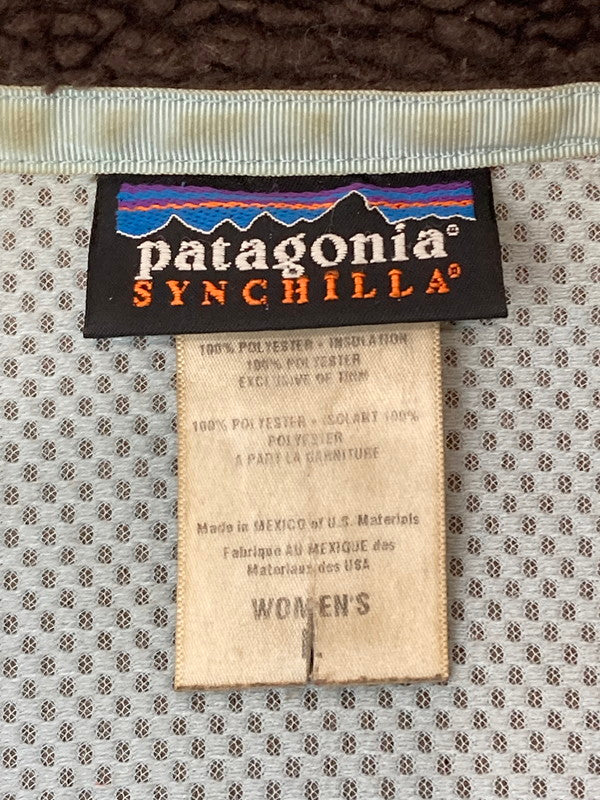 patagonia®
SYNCHILLA®
100% POLYESTER • INSULATION
100% POLYESTER
EXCLUSIVE OF TRIM
100% POLYESTER • ISOLANT 100%
POLYESTER
A PART LA GARNITURE
Made in MEXICO of U.S. Materials
Fabriqué AU MEXIQUE des
Materiaux des USA
WOMEN'S